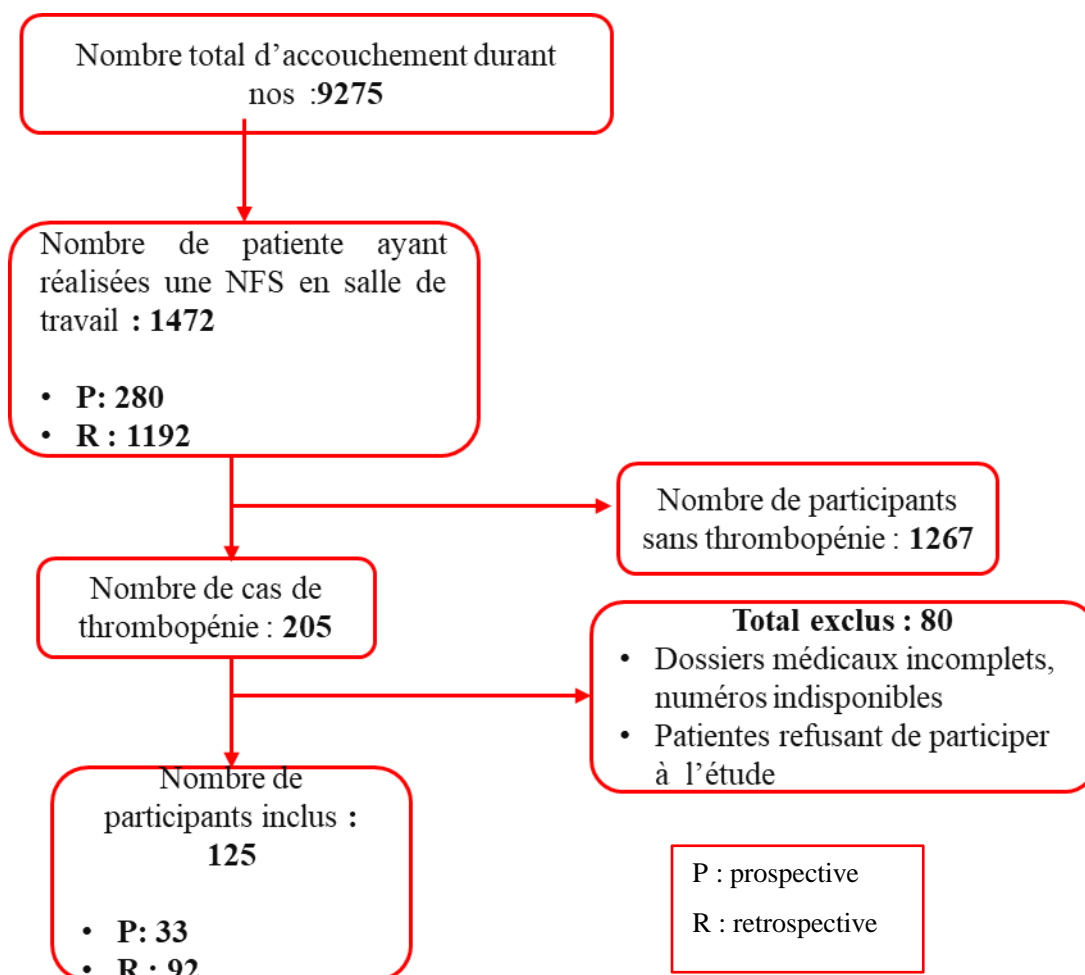 Nombre total d’accouchement durant
nos :9275
Nombre de patiente ayant
réalisées une NFS en salle de
travail : 1472
• P: 280
• R : 1192
Nombre de participants
sans thrombopénie : 1267
Nombre de cas de
thrombopénie : 205
Total exclus : 80
• Dossiers médicaux incomplets,
numéros indisponibles
• Patientes refusant de participer
à l’étude
Nombre de
participants inclus :
125
• P: 33
• R : 92
P : prospective
R : retrospective